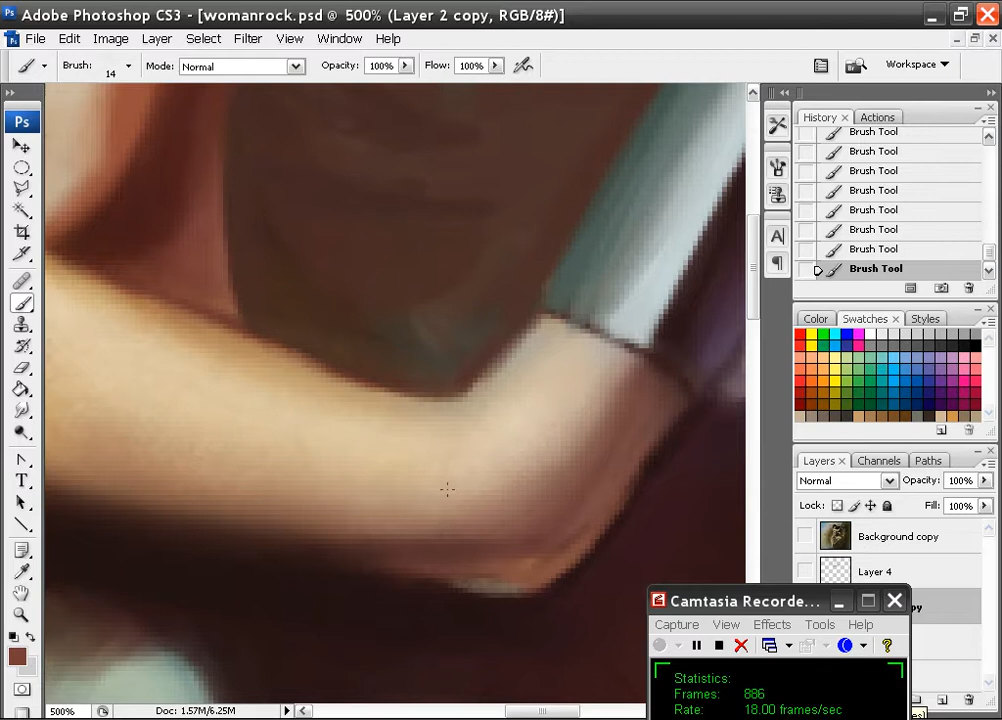 Ps Adobe Photoshop CS3 - [womanrock.psd @ 500% (Layer 2 copy, RGB/8#)]
Ps File Edit Image Layer Select Filter View Window Help
Brush: 14 Mode: Normal Opacity: 100% Flow: 100% Workspace
Ps
T
A
History Actions
Brush Tool
Brush Tool
Brush Tool
Brush Tool
Brush Tool
Brush Tool
Brush Tool
Brush Tool
Color Swatches Styles
Layers Channels Paths
Normal Opacity: 100%
Lock: Fill: 100%
Background copy
Layer 4
py
Camtasia Recorde...
Capture View Effects Tools Help
Statistics:
Frames: 886
Rate: 18.00 frames/sec
500% Doc: 1.57M/6.25M